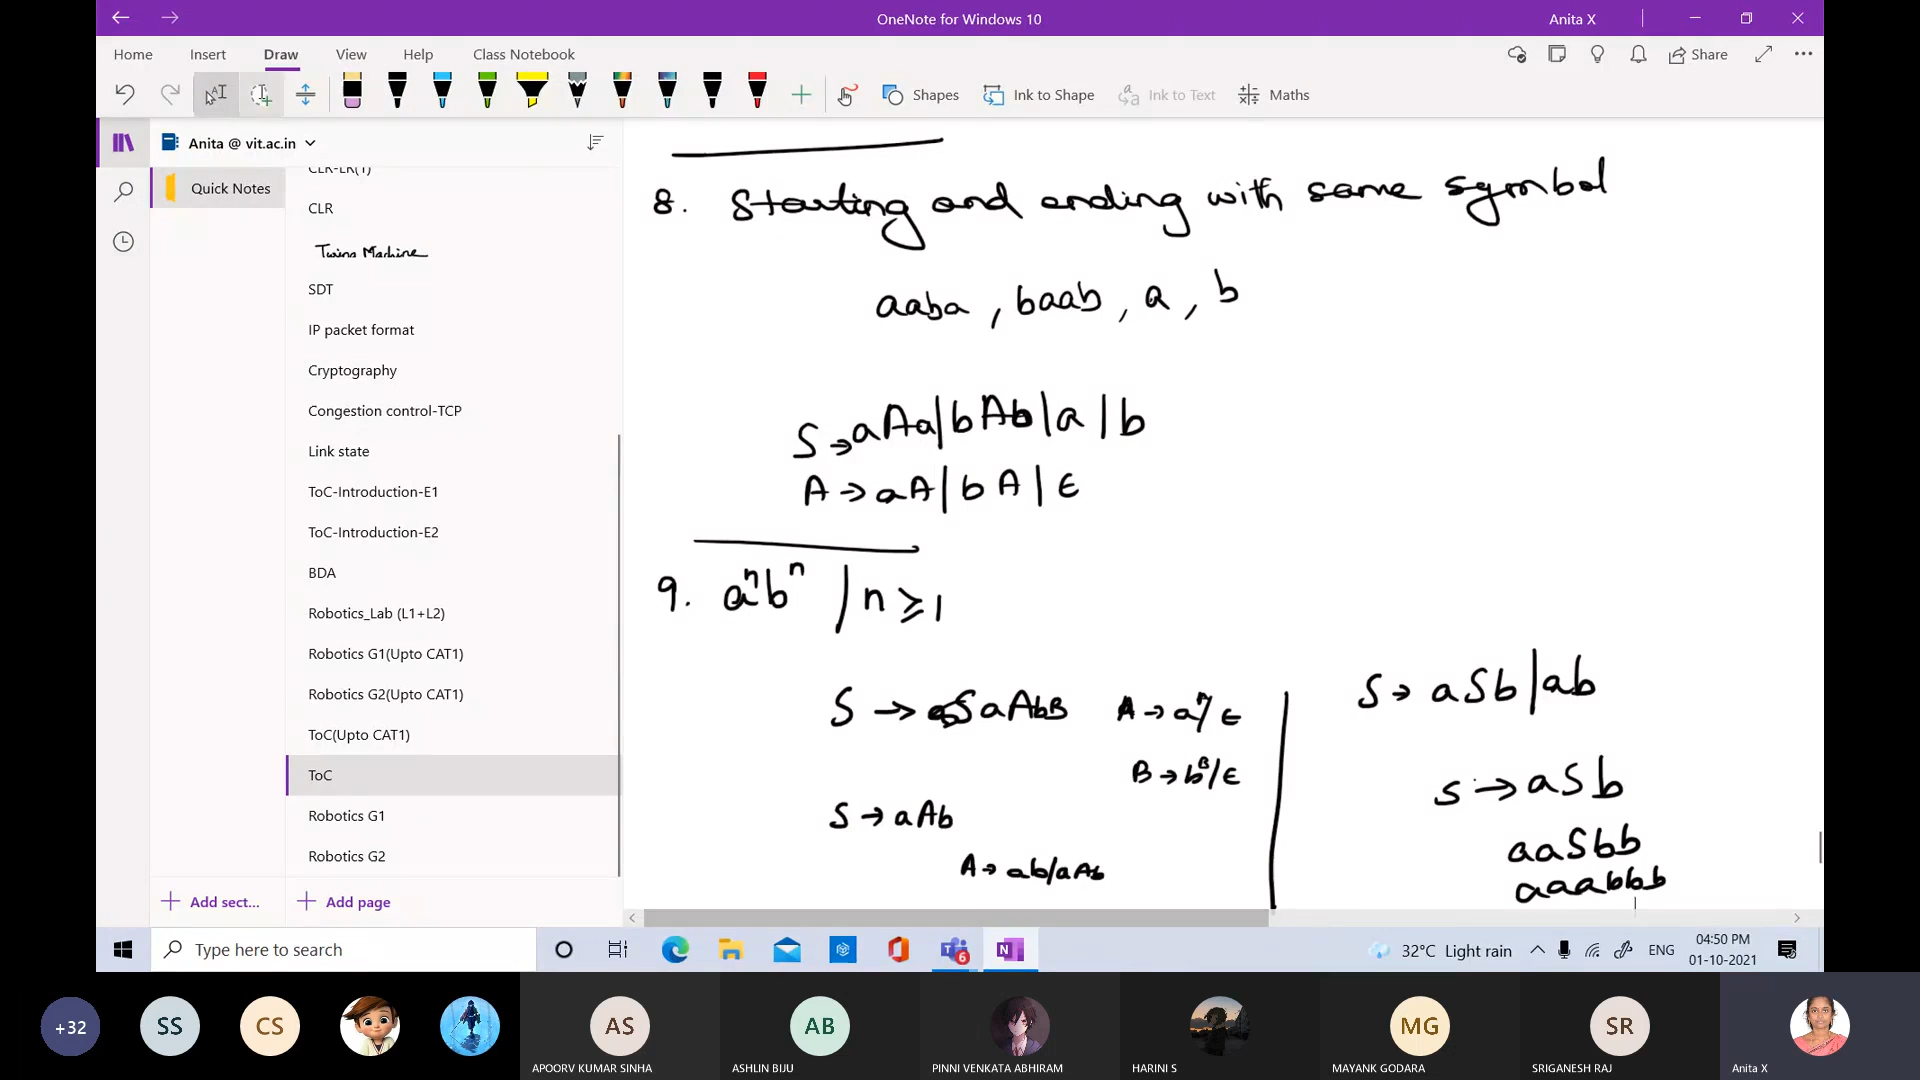 OneNote for Windows 10
Anita X
Home Insert Draw View Help Class Notebook
Share
Shapes Ink to Shape Ink to Text Maths
Anita @ vit.ac.in
Quick Notes
CLR-LR(1)
CLR
SDT
IP packet format
Cryptography
Congestion control-TCP
Link state
ToC-Introduction-E1
ToC-Introduction-E2
BDA
Robotics_Lab (L1+L2)
Robotics G1(Upto CAT1)
Robotics G2(Upto CAT1)
ToC(Upto CAT1)
ToC
Robotics G1
Robotics G2
Add sect...
Add page
8. Starting and ending with same symbol
aaba , baab , a , b
S → aAa | bAb | a | b
A → aA | bA | ε
9. aⁿbⁿ / n ≥ 1
A → aⁿ/ε
B → bᴮ/ε
S → aAb
A → ab/aAb
S → aSb | ab
S → aSb
aaSbb
aaabbb
Type here to search
6
32°C Light rain
ENG
04:50 PM
01-10-2021
+32
SS
CS
AS
APOORV KUMAR SINHA
AB
ASHLIN BIJU
PINNI VENKATA ABHIRAM
HARINI S
MG
MAYANK GODARA
SR
SRIGANESH RAJ
Anita X